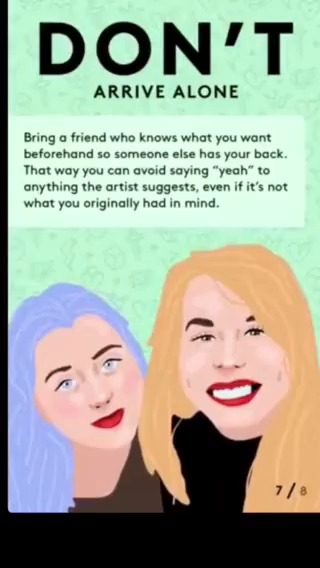 DON'T
ARRIVE ALONE
Bring a friend who knows what you want
beforehand so someone else has your back.
That way you can avoid saying “yeah” to
anything the artist suggests, even if it's not
what you originally had in mind.
7 / 8